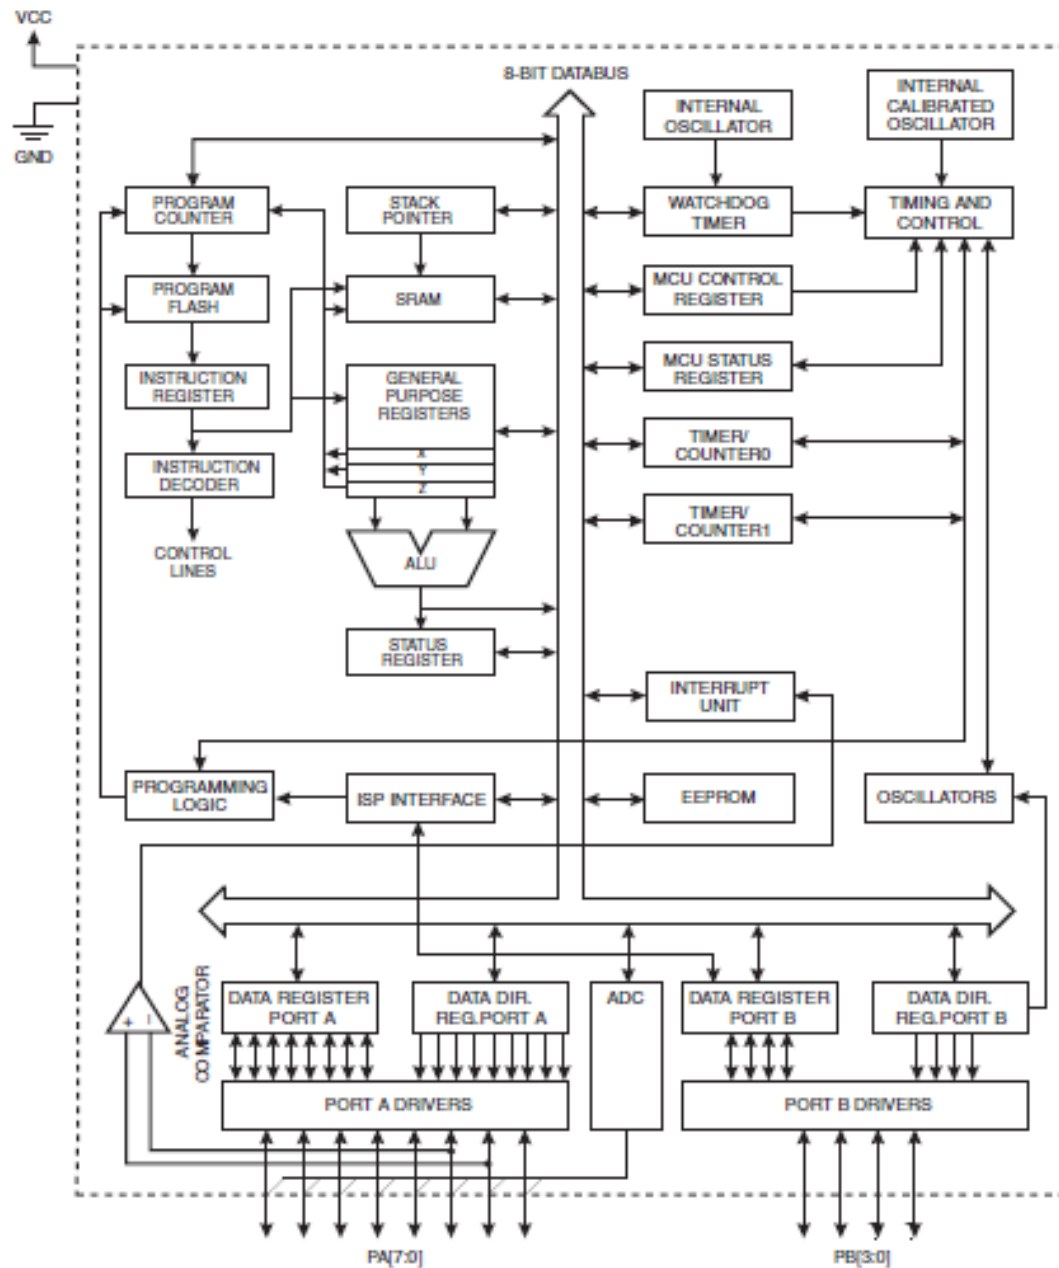 VCC
GND
8-BIT DATABUS
INTERNAL
OSCILLATOR
INTERNAL
CALIBRATED
OSCILLATOR
PROGRAM
COUNTER
STACK
POINTER
WATCHDOG
TIMER
TIMING AND
CONTROL
PROGRAM
FLASH
SRAM
MCU CONTROL
REGISTER
INSTRUCTION
REGISTER
GENERAL
PURPOSE
REGISTERS
X
Y
Z
MCU STATUS
REGISTER
INSTRUCTION
DECODER
TIMER/
COUNTER0
CONTROL
LINES
ALU
TIMER/
COUNTER1
STATUS
REGISTER
INTERRUPT
UNIT
PROGRAMMING
LOGIC
ISP INTERFACE
EEPROM
OSCILLATORS
+
−
ANALOG
COMPARATOR
DATA REGISTER
PORT A
DATA DIR.
REG.PORT A
ADC
DATA REGISTER
PORT B
DATA DIR.
REG.PORT B
PORT A DRIVERS
PORT B DRIVERS
PA[7:0]
PB[3:0]